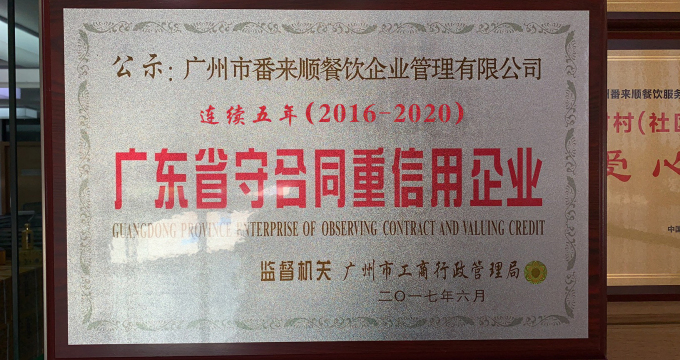 公示：广州市番来顺餐饮企业管理有限公司
连续五年(2016-2020)
广东省守合同重信用企业
GUANGDONG PROVINCE ENTERPRISE OF OBSERVING CONTRACT AND VALUING CREDIT
监督机关 广州市工商行政管理局
二〇一七年六月
州番来顺餐饮服务
村(社区
爱心
中国